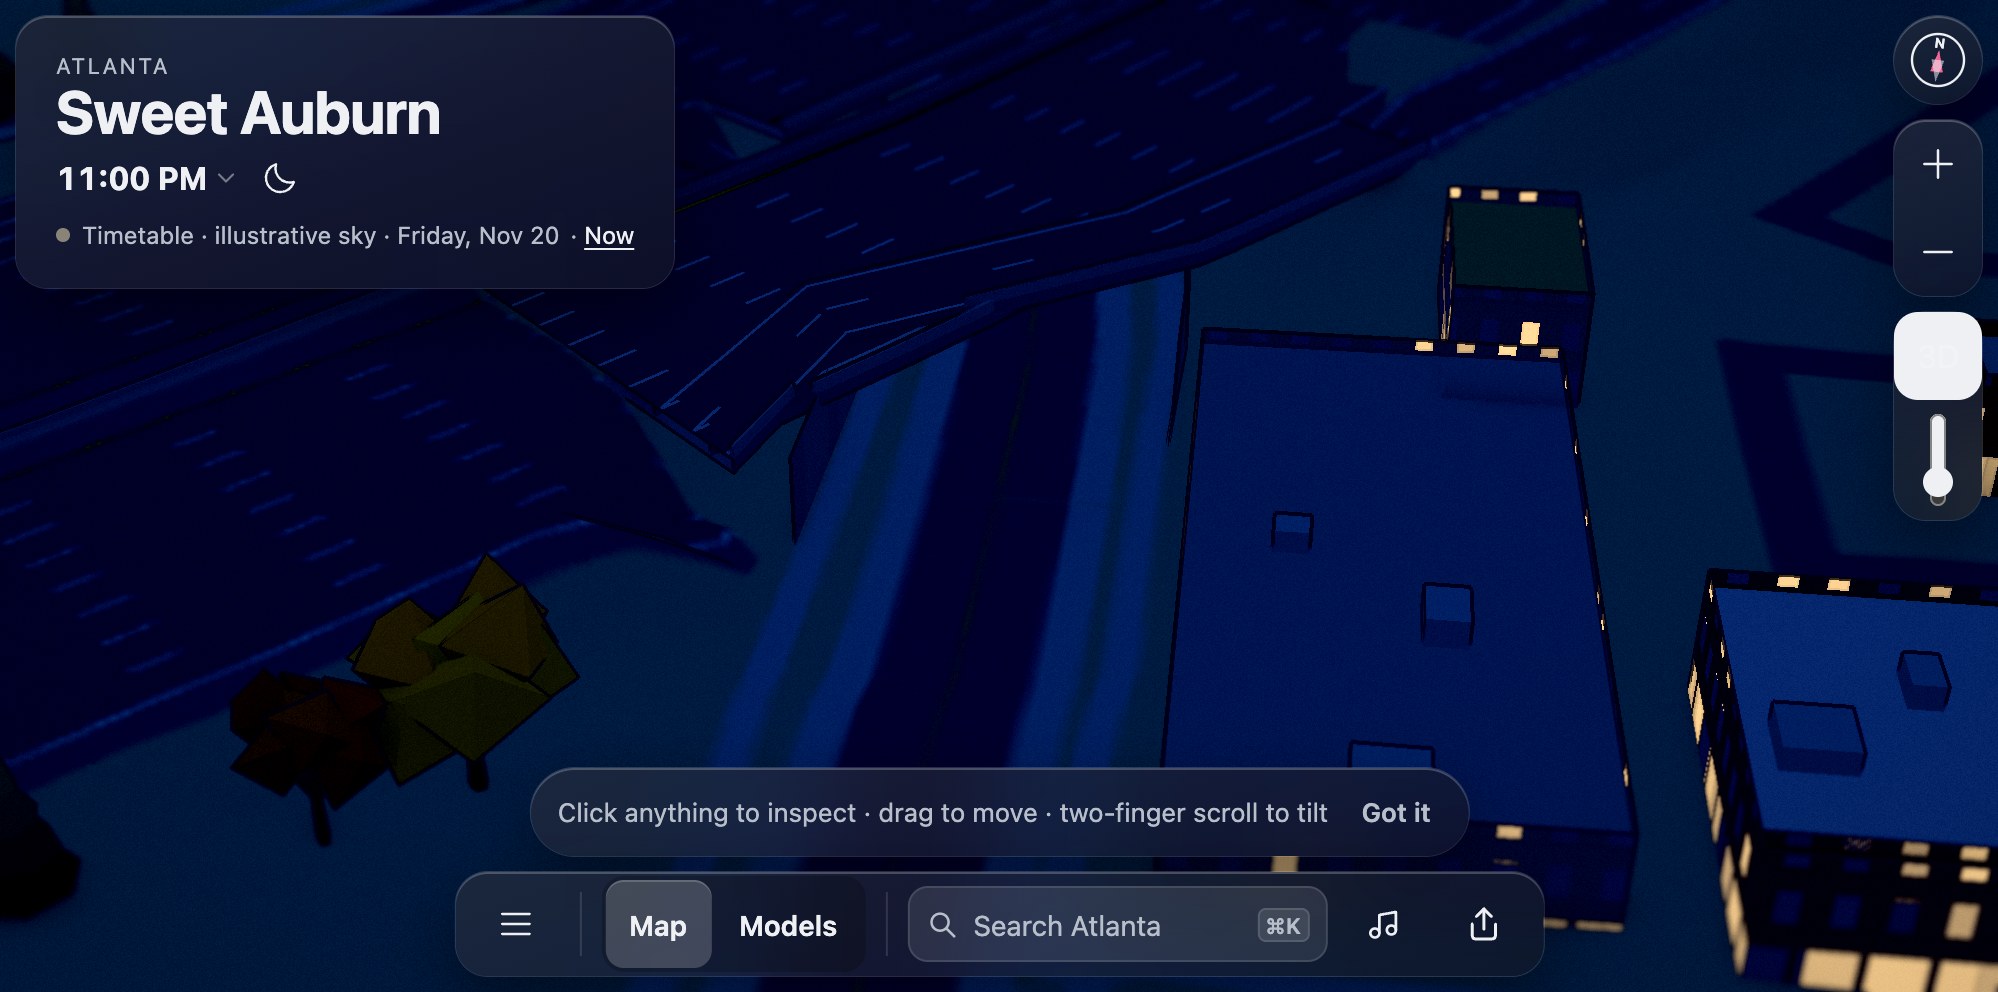 ATLANTA
Sweet Auburn
11:00 PM
Timetable · illustrative sky · Friday, Nov 20 · Now
N
3D
Click anything to inspect · drag to move · two-finger scroll to tilt Got it
Map Models Search Atlanta ⌘K